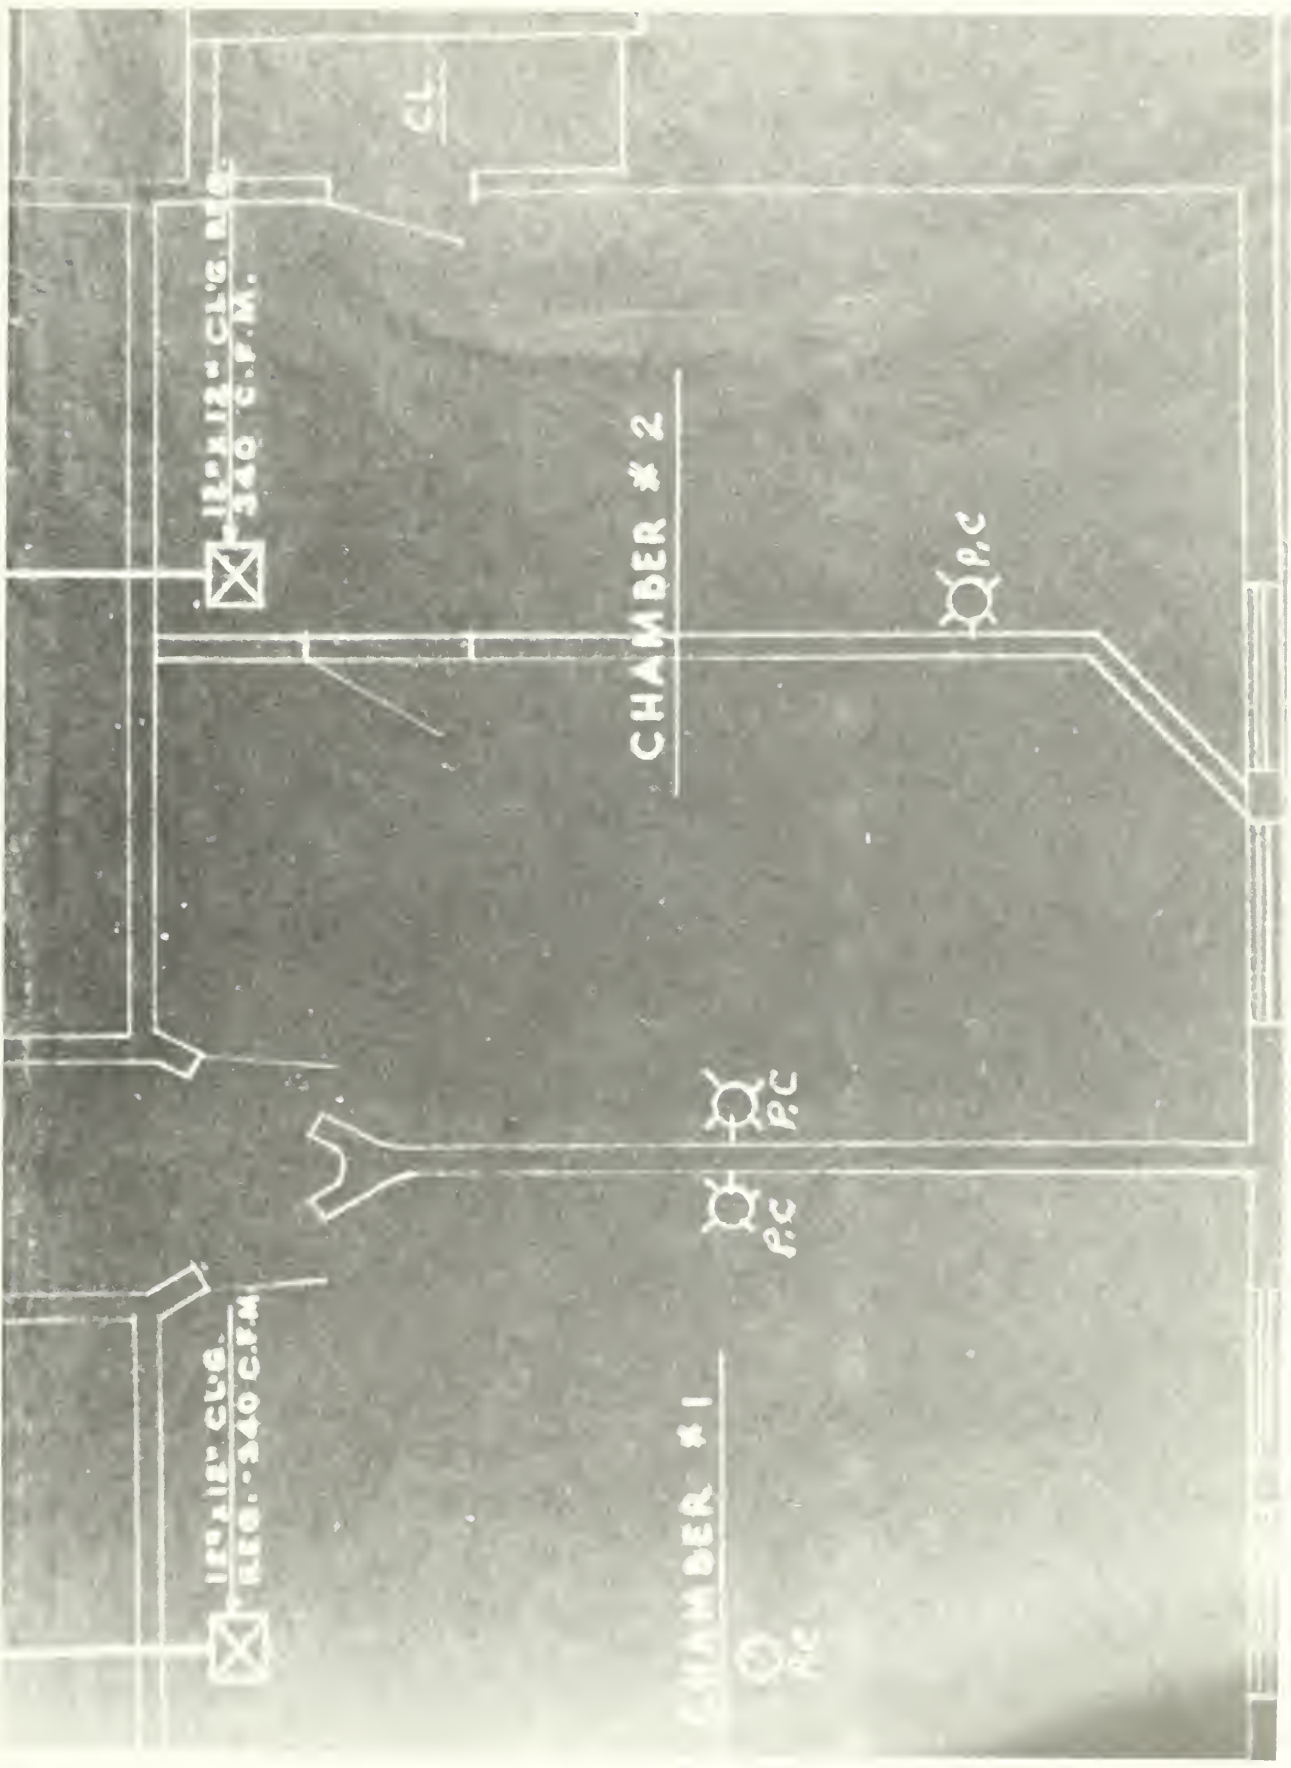 12"x12" CLG.
REG.-340 C.F.M.
12"x12" CLG. REG.
340 C.F.M.
CL.
CHAMBER # 2
CHAMBER # 1
P.C
P.C
P.C
P.C